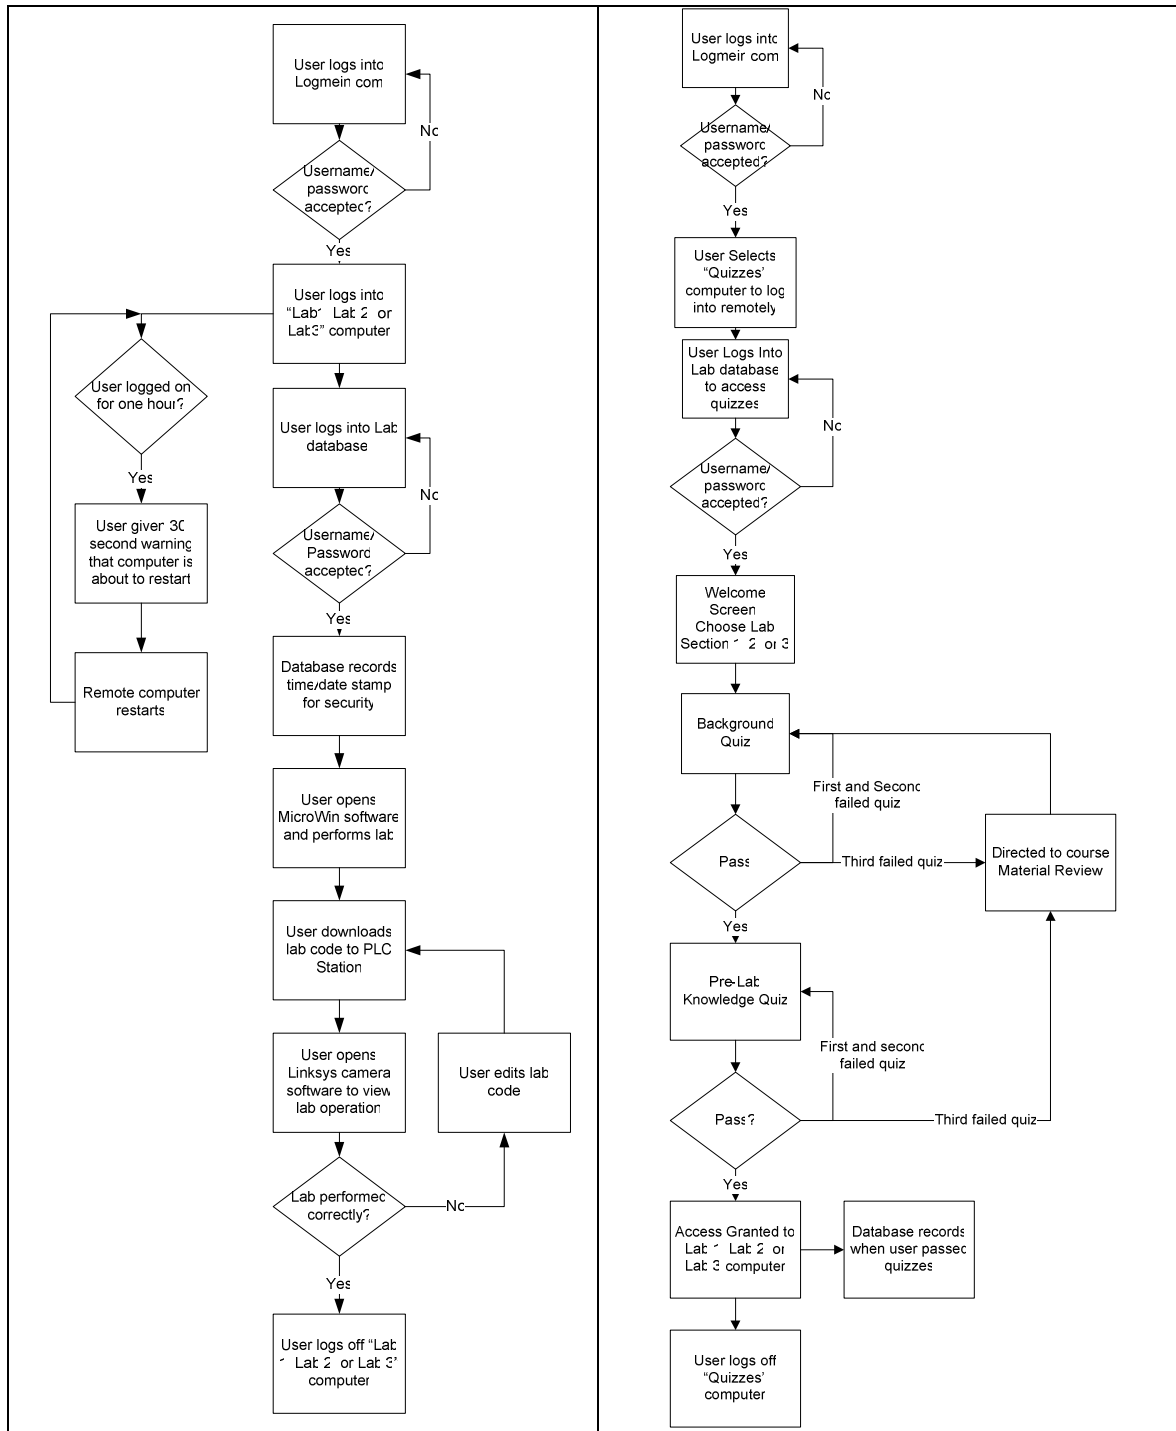 User logs into
Logmein com
No
Username/
password
accepted?
Yes
User logs into
“Lab1 Lab 2 or
Lab3” computer
User logged on
for one hour?
Yes
User given 30
second warning
that computer is
about to restart
Remote computer
restarts
User logs into Lab
database
No
Username/
Password
accepted?
Yes
Database records
time/date stamp
for security
User opens
MicroWin software
and performs lab
User downloads
lab code to PLC
Station
User opens
Linksys camera
software to view
lab operation
User edits lab
code
Lab performed
correctly?
No
Yes
User logs off “Lab
1 Lab 2 or Lab 3”
computer
User logs into
Logmein com
No
Username/
password
accepted?
Yes
User Selects
“Quizzes”
computer to log
into remotely
User Logs Into
Lab database
to access
quizzes
No
Username/
password
accepted?
Yes
Welcome
Screen
Choose Lab
Section 1 2 or 3
Background
Quiz
First and Second
failed quiz
Pass
Third failed quiz
Directed to course
Material Review
Yes
Pre-Lab
Knowledge Quiz
First and second
failed quiz
Pass?
Third failed quiz
Yes
Access Granted to
Lab 1 Lab 2 or
Lab 3 computer
Database records
when user passed
quizzes
User logs off
“Quizzes”
computer